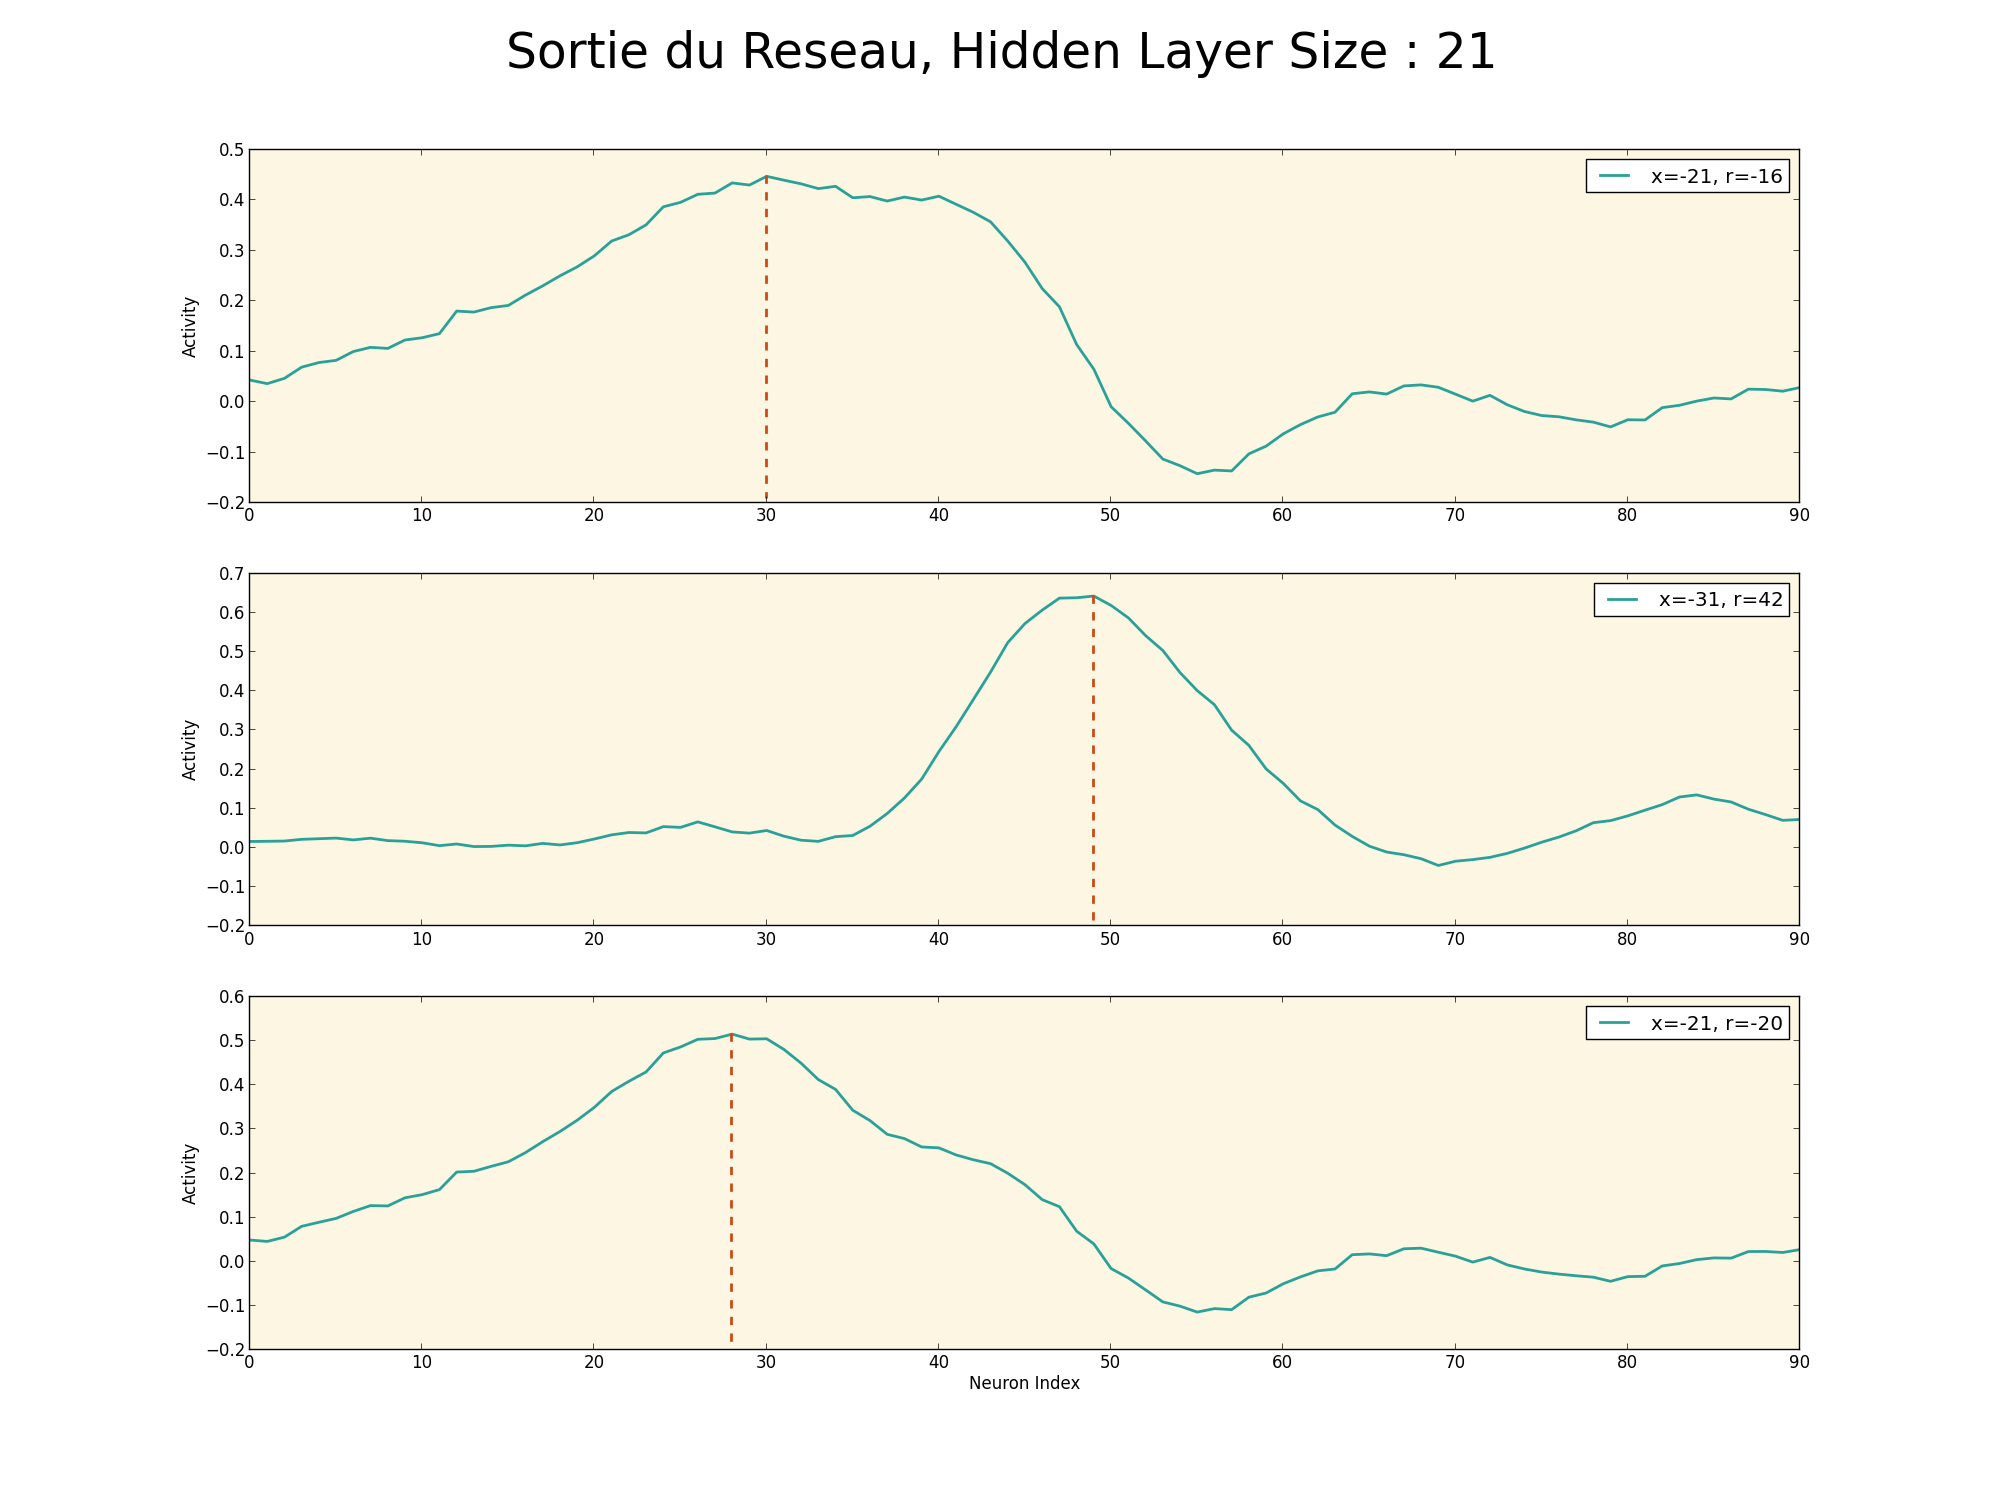 Sortie du Reseau, Hidden Layer Size : 21
0.5
0.4
0.3
0.2
0.1
0.0
−0.1
−0.2
Activity
x=-21, r=-16
0 10 20 30 40 50 60 70 80 90
0.7
0.6
0.5
0.4
0.3
0.2
0.1
0.0
−0.1
−0.2
Activity
x=-31, r=42
0 10 20 30 40 50 60 70 80 90
0.6
0.5
0.4
0.3
0.2
0.1
0.0
−0.1
−0.2
Activity
x=-21, r=-20
0 10 20 30 40 50 60 70 80 90
Neuron Index